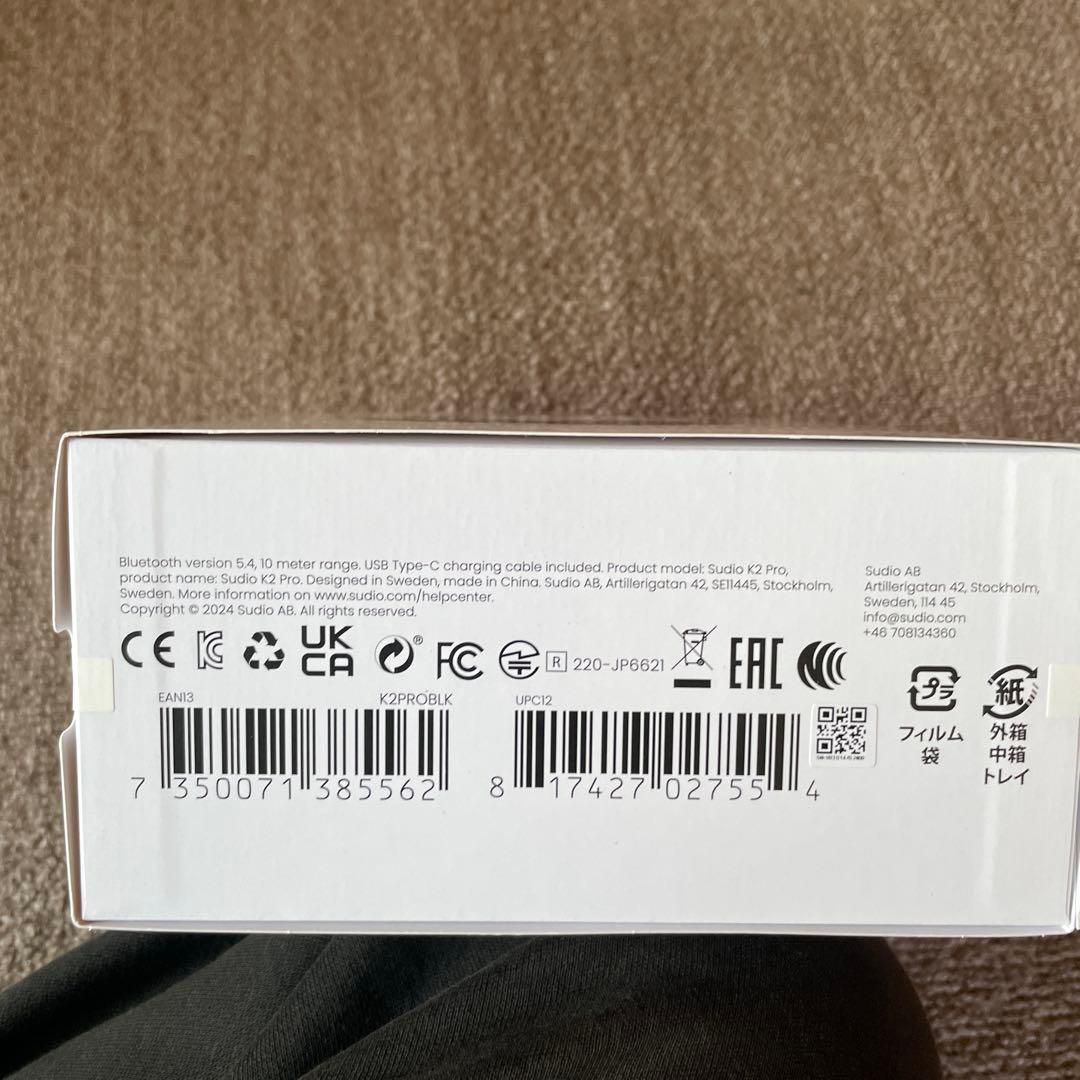 Bluetooth version 5.4, 10 meter range. USB Type-C charging cable included. Product model: Sudio K2 Pro,
product name: Sudio K2 Pro. Designed in Sweden, made in China. Sudio AB, Artillerigatan 42, SE11445, Stockholm,
Sweden. More information on www.sudio.com/helpcenter.
Copyright © 2024 Sudio AB. All rights reserved.
Sudio AB
Artillerigatan 42, Stockholm,
Sweden, 114 45
info@sudio.com
+46 708134360
CE UK CA ® FC R 220-JP6621 EAC
EAN13 K2PROBLK
7 350071 385562
UPC12
8 17427 02755 4
プラ
フィルム
袋
紙
外箱
中箱
トレイ